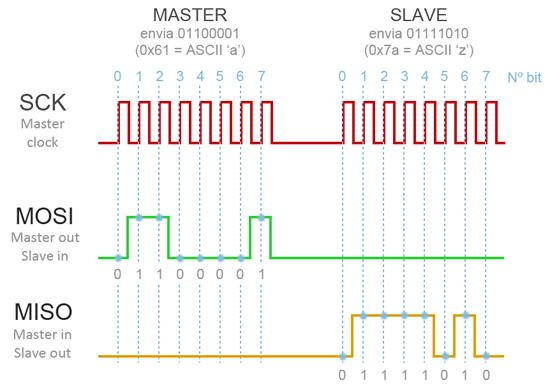 MASTER
envia 01100001
(0x61 = ASCII ‘a’)
SLAVE
envia 01111010
(0x7a = ASCII ‘z’)
0 1 2 3 4 5 6 7
0 1 2 3 4 5 6 7 Nº bit
SCK
Master
clock
MOSI
Master out
Slave in
0 1 1 0 0 0 0 1
MISO
Master in
Slave out
0 1 1 1 1 0 1 0